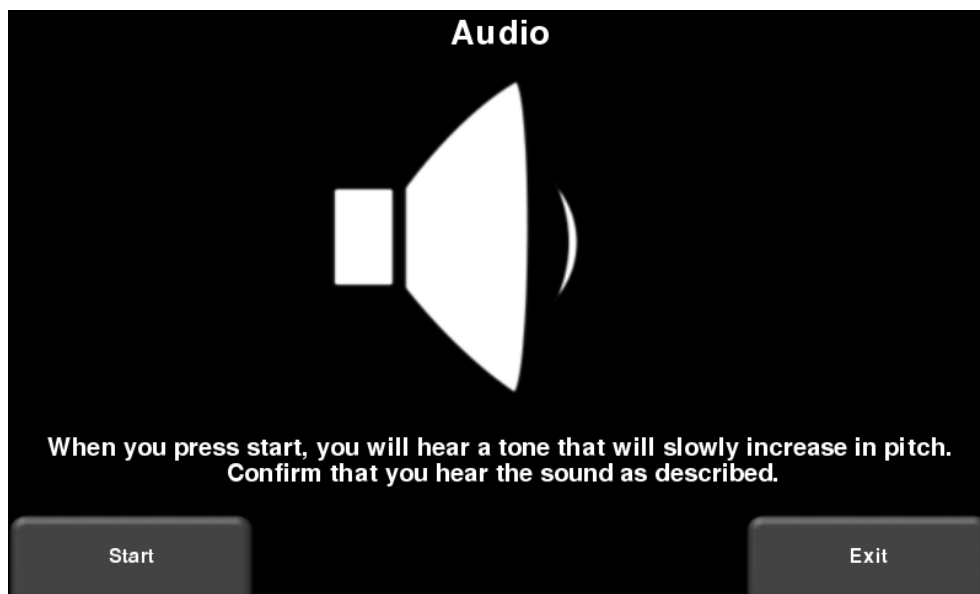 Audio
When you press start, you will hear a tone that will slowly increase in pitch.
Confirm that you hear the sound as described.
Start
Exit